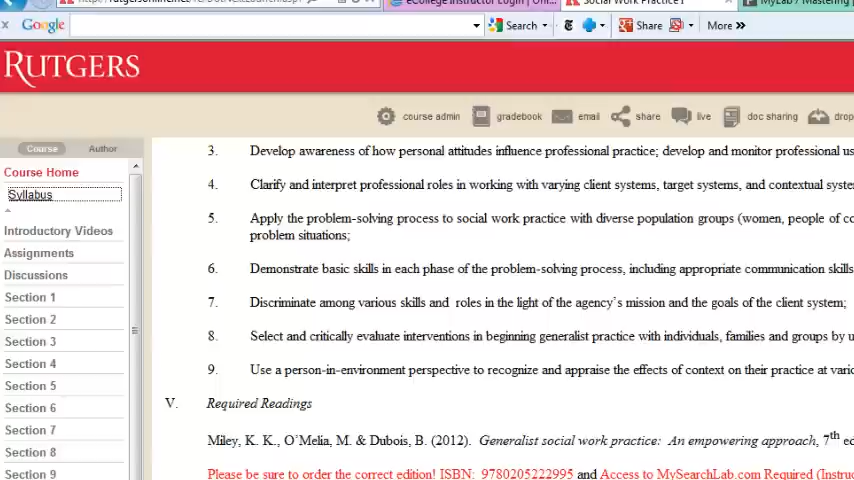 eCollege Instructor Login | Onl...
Social Work Practice I
MyLab / Mastering
Google
Search
Share
More »
RUTGERS
course admin
gradebook
email
share
live
doc sharing
drop
Course
Author
Course Home
Syllabus
Introductory Videos
Assignments
Discussions
Section 1
Section 2
Section 3
Section 4
Section 5
Section 6
Section 7
Section 8
Section 9
3. Develop awareness of how personal attitudes influence professional practice; develop and monitor professional us
4. Clarify and interpret professional roles in working with varying client systems, target systems, and contextual syste
5. Apply the problem-solving process to social work practice with diverse population groups (women, people of co
problem situations;
6. Demonstrate basic skills in each phase of the problem-solving process, including appropriate communication skills
7. Discriminate among various skills and roles in the light of the agency's mission and the goals of the client system;
8. Select and critically evaluate interventions in beginning generalist practice with individuals, families and groups by u
9. Use a person-in-environment perspective to recognize and appraise the effects of context on their practice at vari
V. Required Readings
Miley, K. K., O'Melia, M. & Dubois, B. (2012). Generalist social work practice: An empowering approach, 7th ed
Please be sure to order the correct edition! ISBN: 9780205222995 and Access to MySearchLab.com Required (Instruc